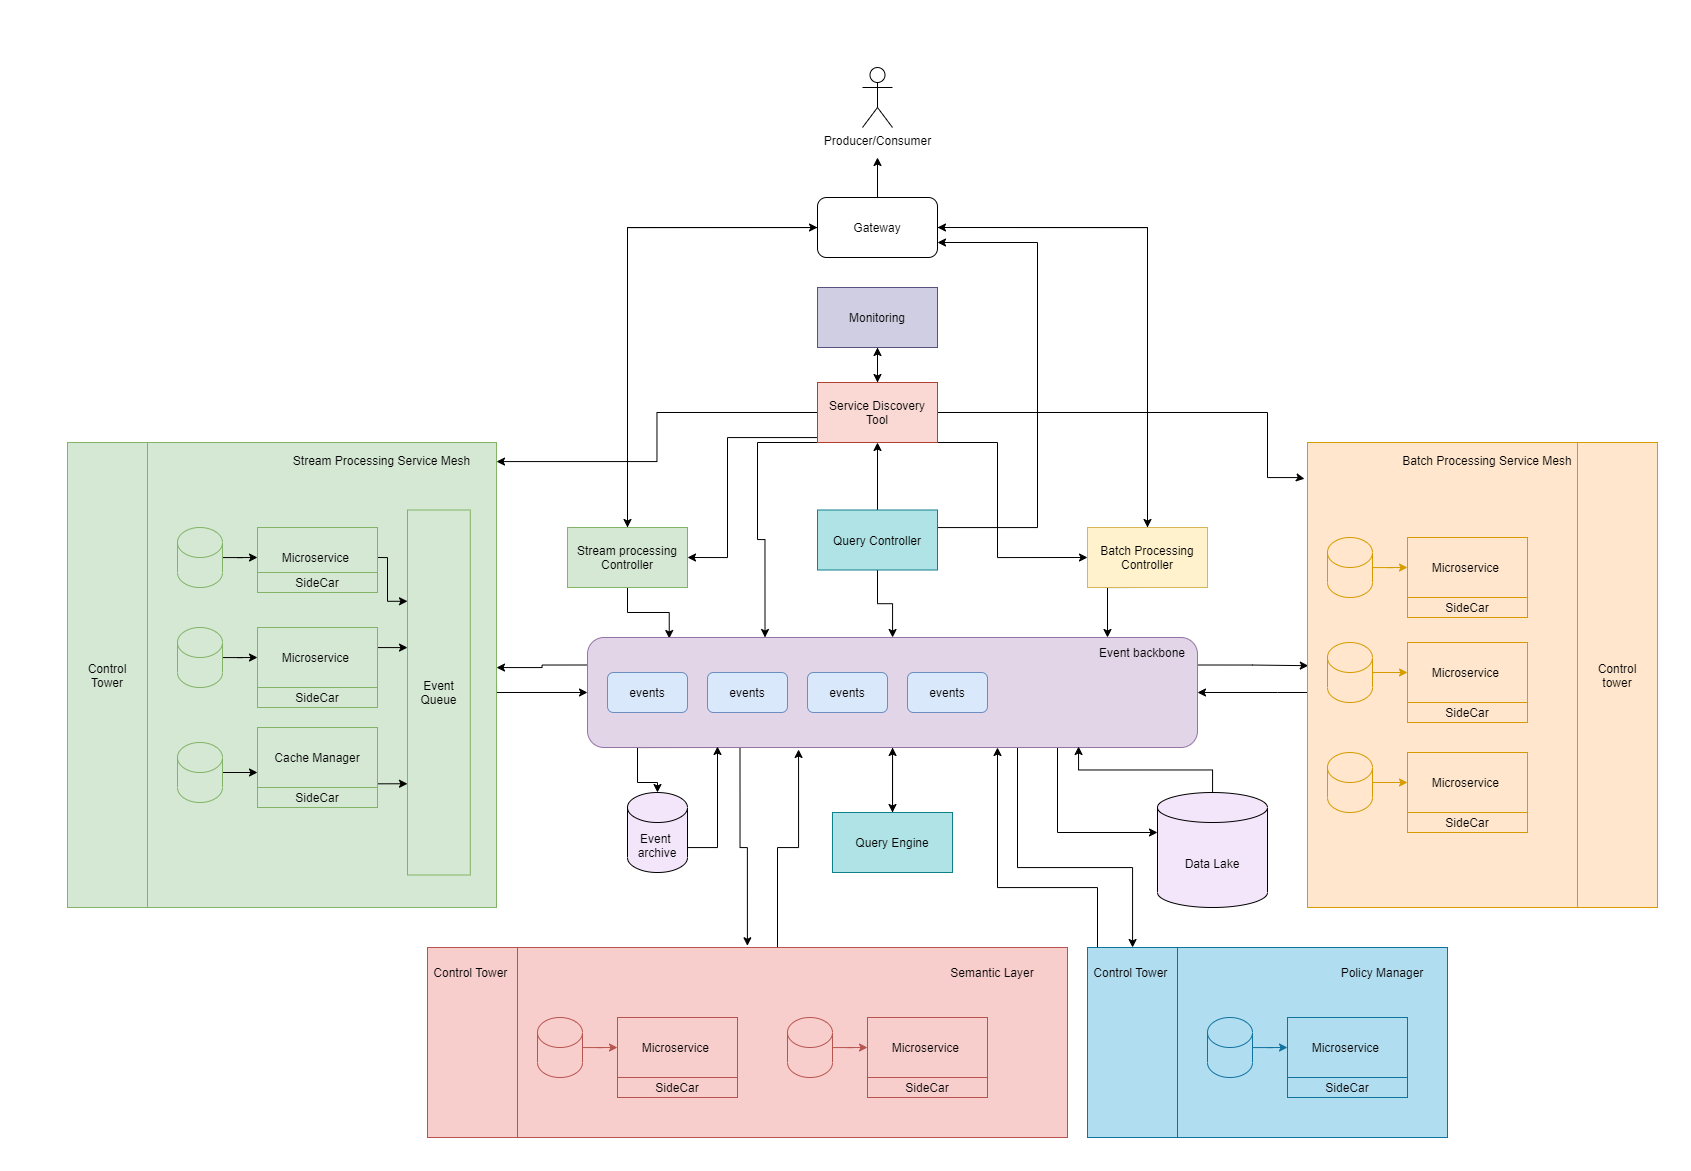 Producer/Consumer
Gateway
Monitoring
Service Discovery
Tool
Stream Processing Service Mesh
Batch Processing Service Mesh
Stream processing
Controller
Query Controller
Batch Processing
Controller
Control
Tower
Microservice
SideCar
Microservice
SideCar
Cache Manager
SideCar
Event
Queue
Event backbone
events
events
events
events
Microservice
SideCar
Microservice
SideCar
Microservice
SideCar
Control
tower
Event
archive
Query Engine
Data Lake
Control Tower
Semantic Layer
Microservice
SideCar
Microservice
SideCar
Control Tower
Policy Manager
Microservice
SideCar